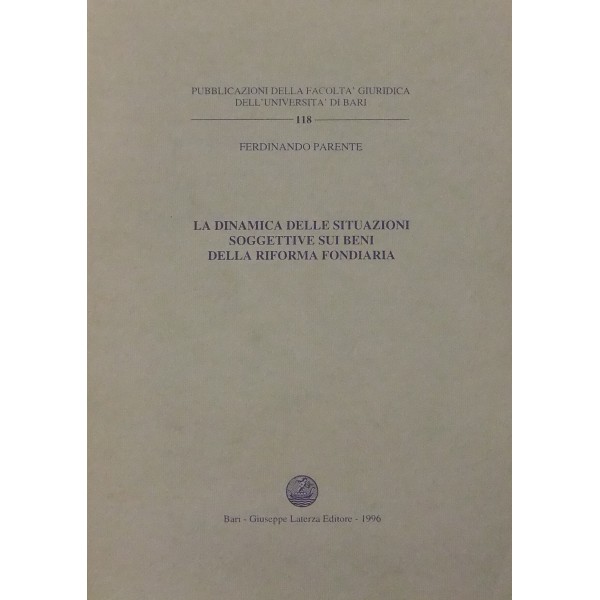 PUBBLICAZIONI DELLA FACOLTA' GIURIDICA
DELL'UNIVERSITA' DI BARI
118
FERDINANDO PARENTE
LA DINAMICA DELLE SITUAZIONI
SOGGETTIVE SUI BENI
DELLA RIFORMA FONDIARIA
Bari - Giuseppe Laterza Editore - 1996